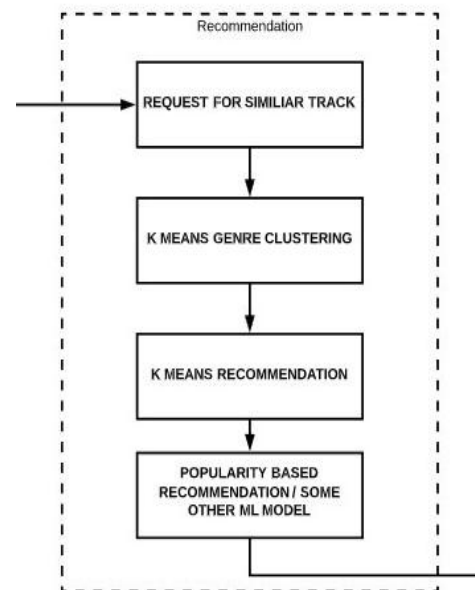 Recommendation
REQUEST FOR SIMILIAR TRACK
K MEANS GENRE CLUSTERING
K MEANS RECOMMENDATION
POPULARITY BASED
RECOMMENDATION / SOME
OTHER ML MODEL